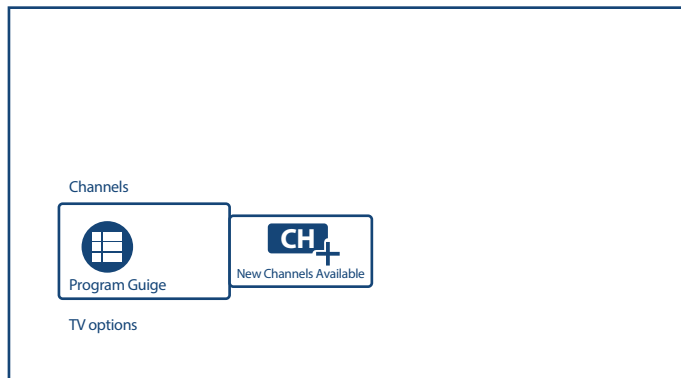 Channels
CH
Program Guige
New Channels Available
TV options